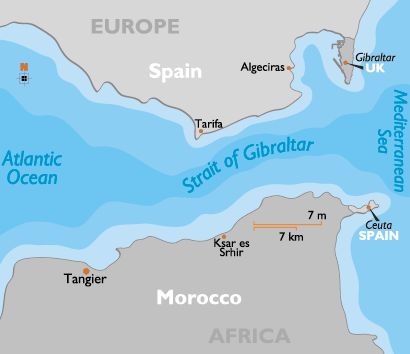 EUROPE
N
Spain
Algeciras
Gibraltar
UK
Tarifa
Atlantic
Ocean
Strait of Gibraltar
Mediterranean
Sea
Ceuta
SPAIN
7 m
7 km
Ksar es
Srhir
Tangier
Morocco
AFRICA